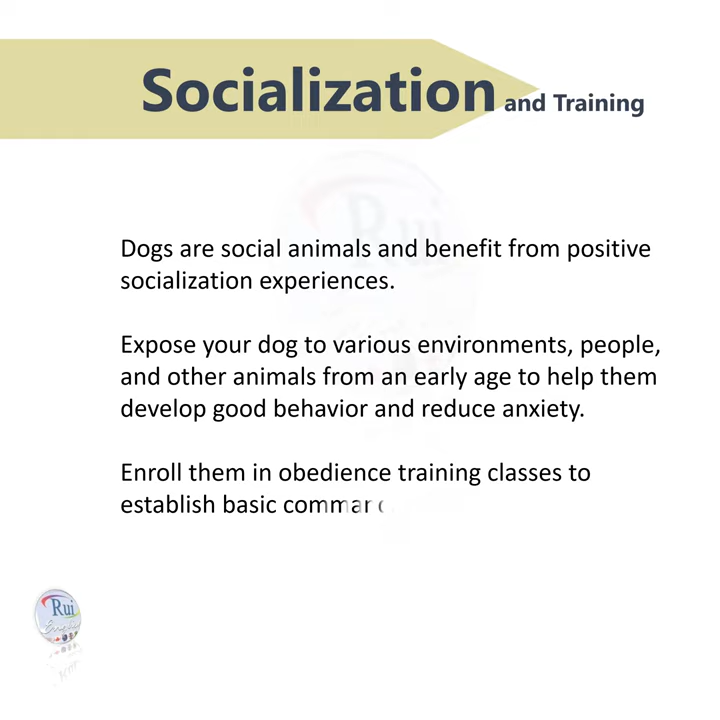 Socialization and Training
Rui
Dogs are social animals and benefit from positive
socialization experiences.
Expose your dog to various environments, people,
and other animals from an early age to help them
develop good behavior and reduce anxiety.
Enroll them in obedience training classes to
establish basic
Rui